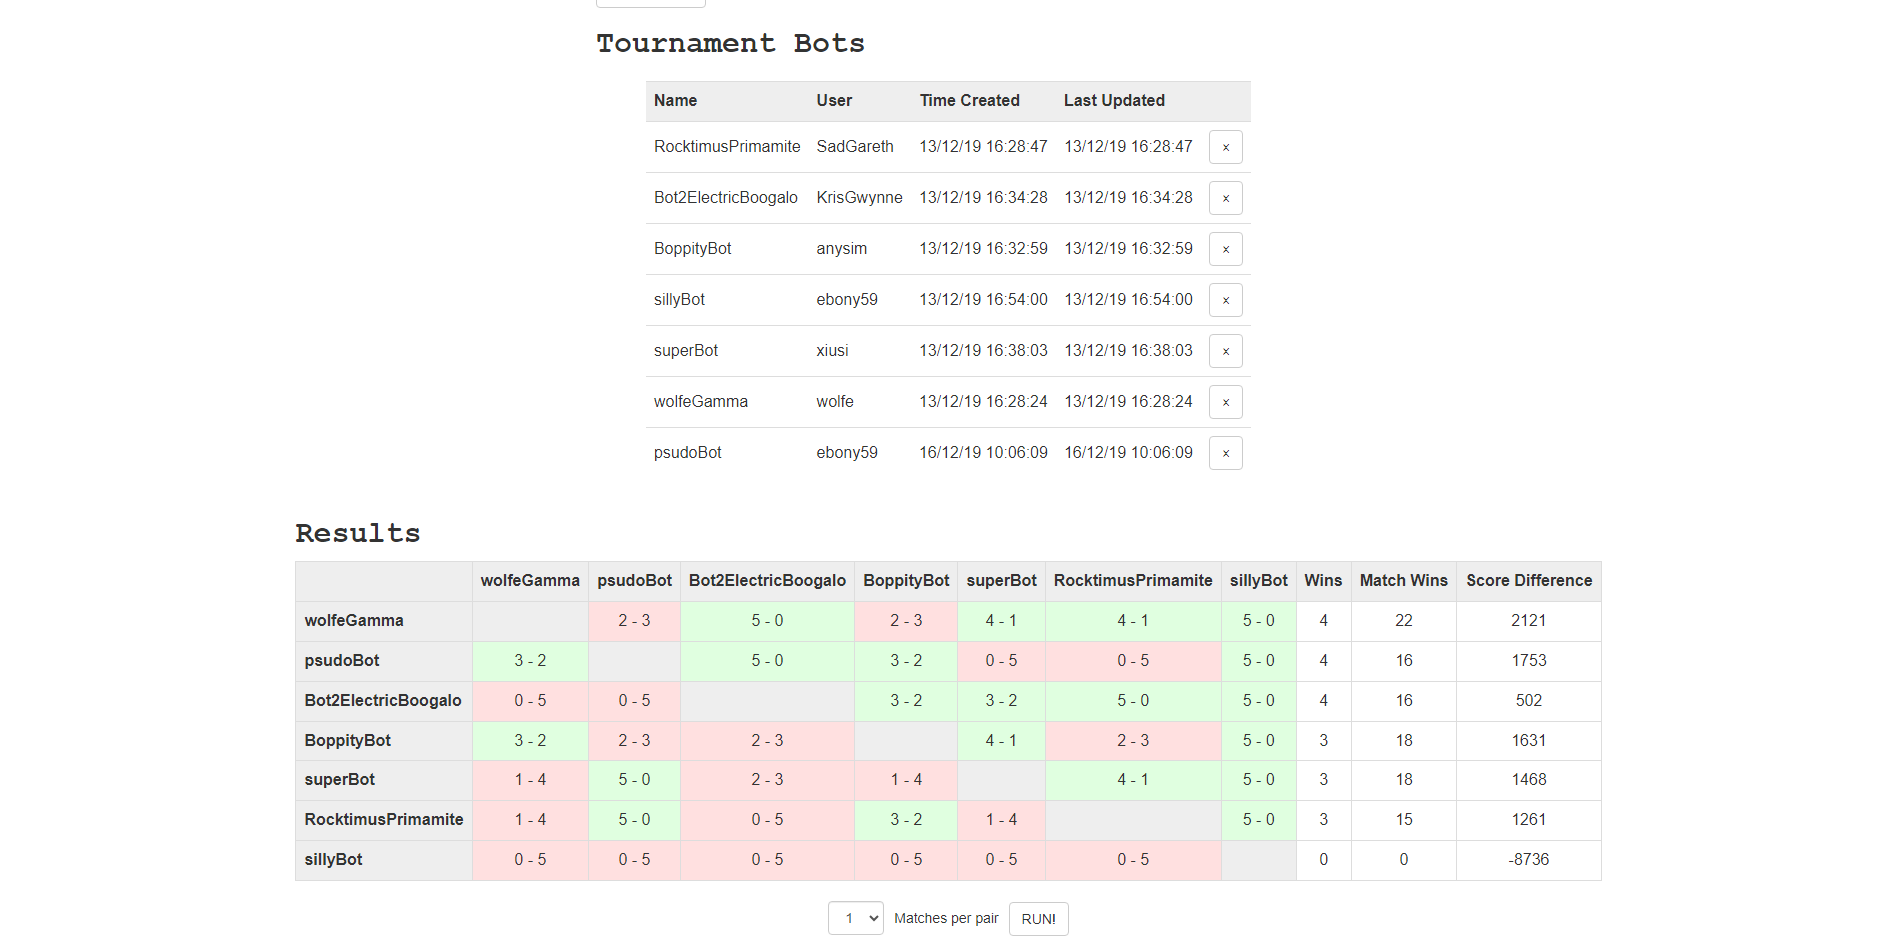 Tournament Bots
Name User Time Created Last Updated
RocktimusPrimamite SadGareth 13/12/19 16:28:47 13/12/19 16:28:47 x
Bot2ElectricBoogalo KrisGwynne 13/12/19 16:34:28 13/12/19 16:34:28 x
BoppityBot anysim 13/12/19 16:32:59 13/12/19 16:32:59 x
sillyBot ebony59 13/12/19 16:54:00 13/12/19 16:54:00 x
superBot xiusi 13/12/19 16:38:03 13/12/19 16:38:03 x
wolfeGamma wolfe 13/12/19 16:28:24 13/12/19 16:28:24 x
psudoBot ebony59 16/12/19 10:06:09 16/12/19 10:06:09 x
Results
wolfeGamma psudoBot Bot2ElectricBoogalo BoppityBot superBot RocktimusPrimamite sillyBot Wins Match Wins Score Difference
wolfeGamma 2 - 3 5 - 0 2 - 3 4 - 1 4 - 1 5 - 0 4 22 2121
psudoBot 3 - 2 5 - 0 3 - 2 0 - 5 0 - 5 5 - 0 4 16 1753
Bot2ElectricBoogalo 0 - 5 0 - 5 3 - 2 3 - 2 5 - 0 5 - 0 4 16 502
BoppityBot 3 - 2 2 - 3 2 - 3 4 - 1 2 - 3 5 - 0 3 18 1631
superBot 1 - 4 5 - 0 2 - 3 1 - 4 4 - 1 5 - 0 3 18 1468
RocktimusPrimamite 1 - 4 5 - 0 0 - 5 3 - 2 1 - 4 5 - 0 3 15 1261
sillyBot 0 - 5 0 - 5 0 - 5 0 - 5 0 - 5 0 - 5 0 0 -8736
1 Matches per pair RUN!